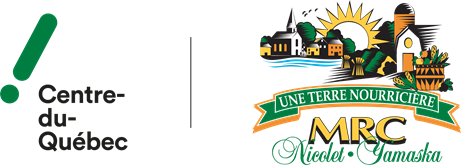 Centre-
du-
Québec
UNE TERRE NOURRICIÈRE
MRC
Nicolet • Yamaska